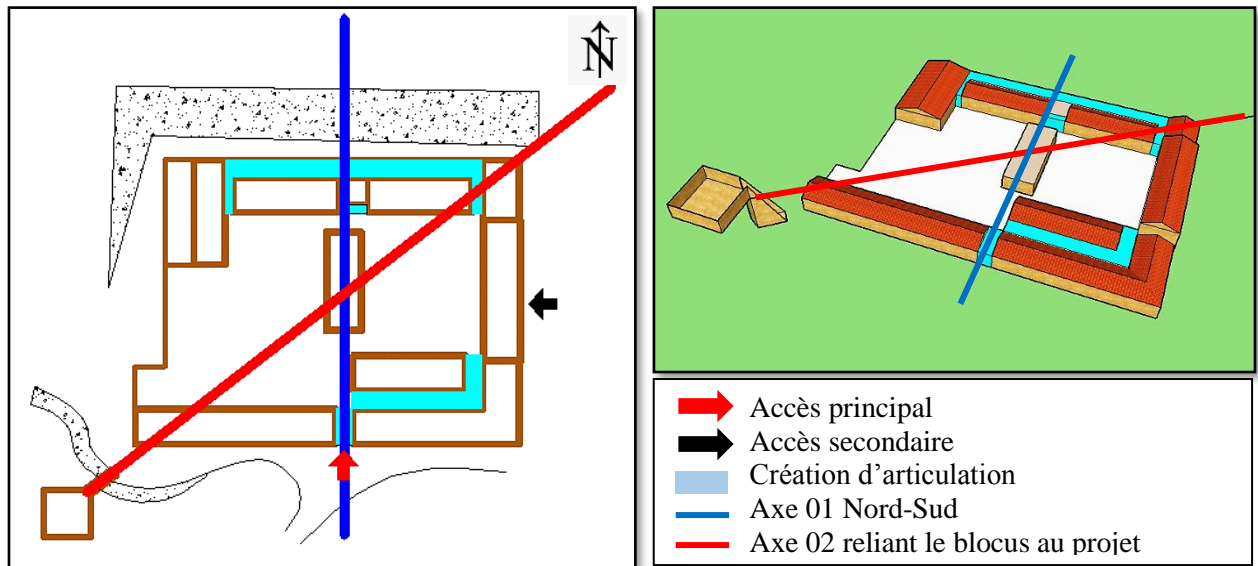 N
Accès principal
Accès secondaire
Création d'articulation
Axe 01 Nord-Sud
Axe 02 reliant le blocus au projet